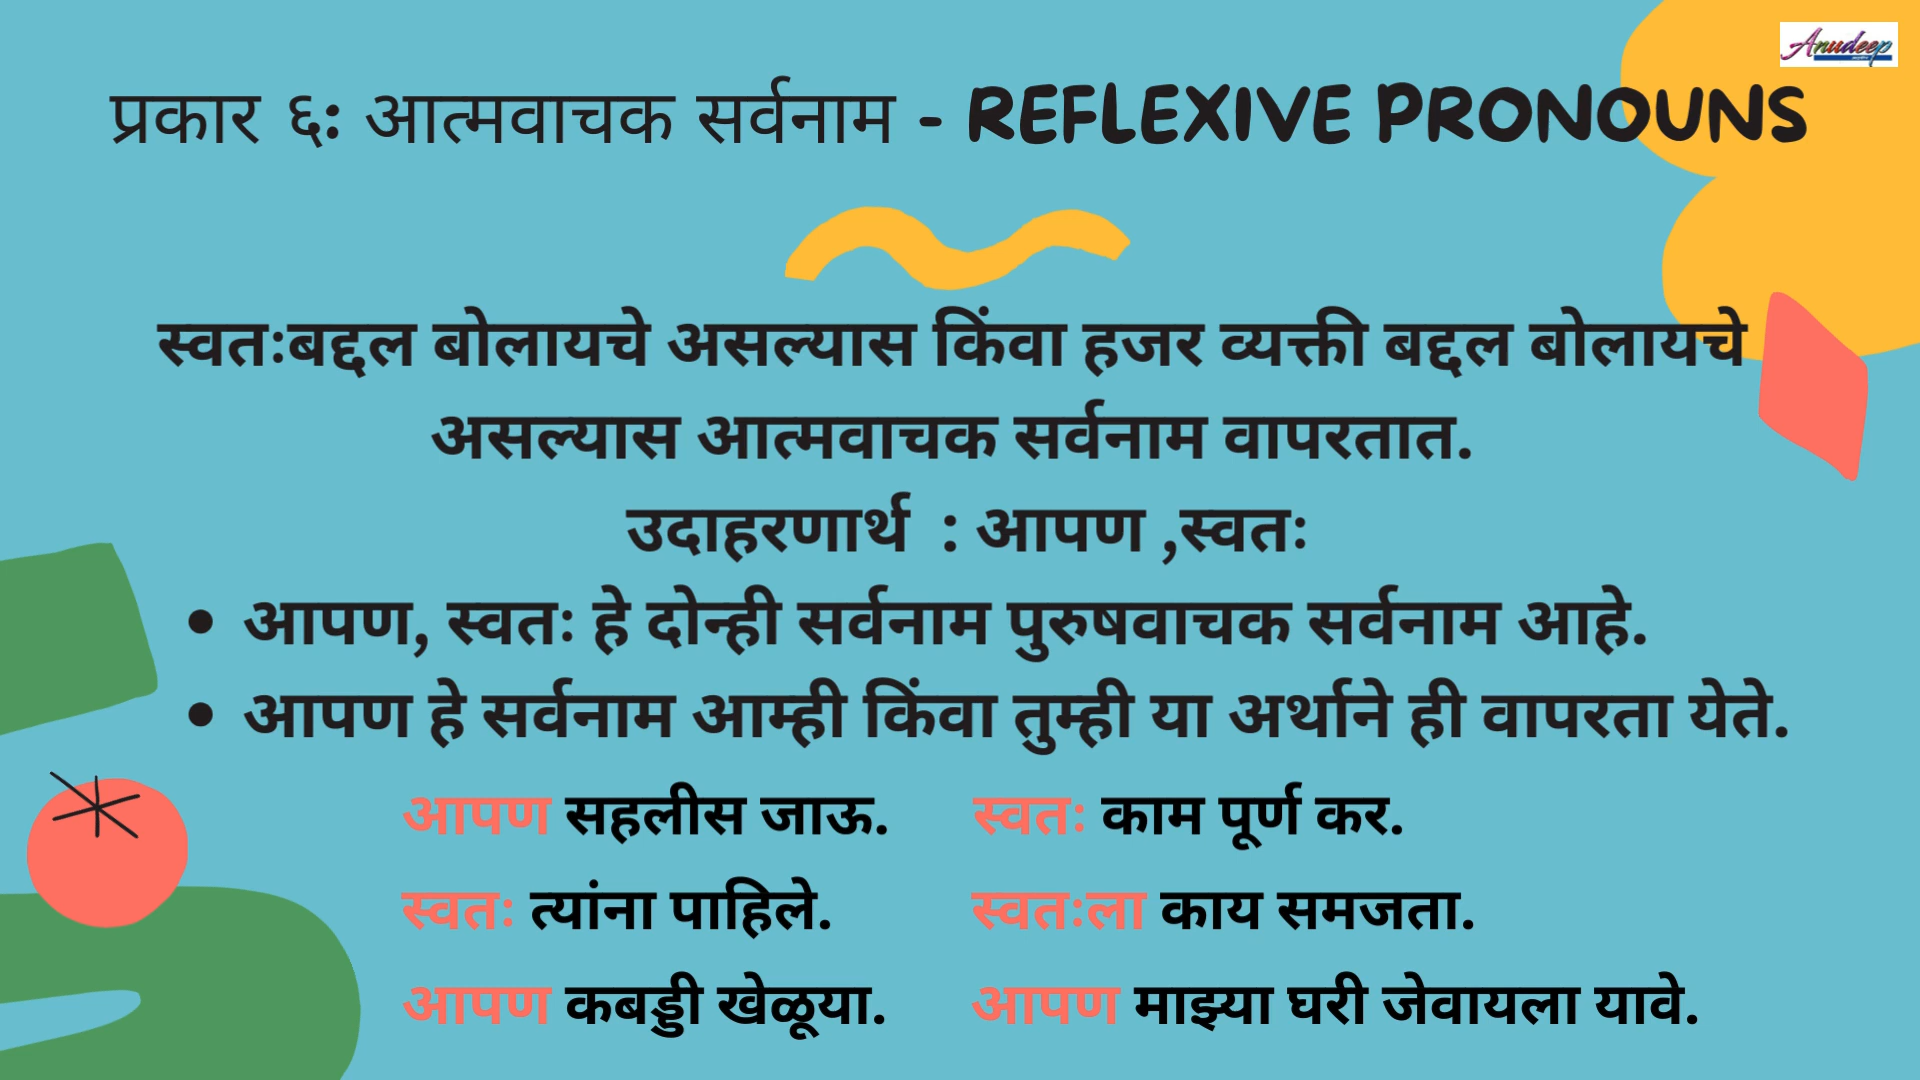 Anudeep
प्रकार ६: आत्मवाचक सर्वनाम - REFLEXIVE PRONOUNS
स्वतःबद्दल बोलायचे असल्यास किंवा हजर व्यक्ती बद्दल बोलायचे
असल्यास आत्मवाचक सर्वनाम वापरतात.
उदाहरणार्थ : आपण ,स्वतः
• आपण, स्वतः हे दोन्ही सर्वनाम पुरुषवाचक सर्वनाम आहे.
• आपण हे सर्वनाम आम्ही किंवा तुम्ही या अर्थाने ही वापरता येते.
आपण सहलीस जाऊ. स्वतः काम पूर्ण कर.
स्वतः त्यांना पाहिले. स्वतःला काय समजता.
आपण कबड्डी खेळूया. आपण माझ्या घरी जेवायला यावे.